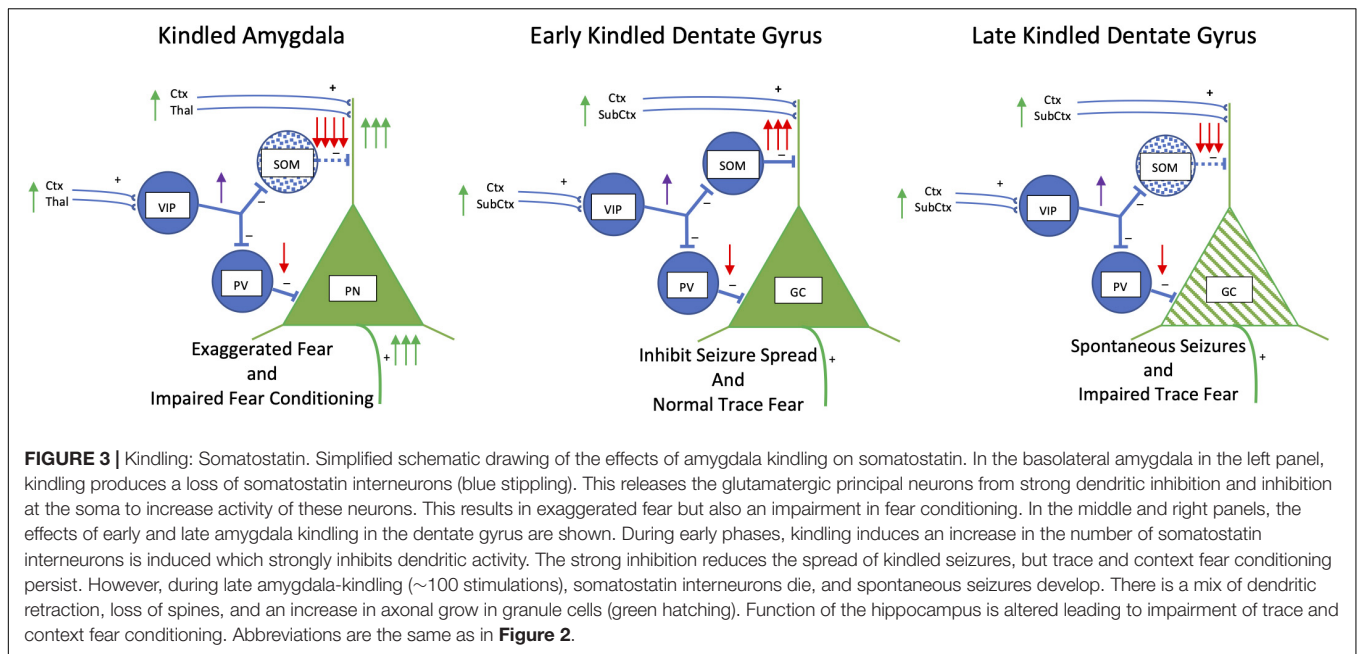 Kindled Amygdala
Ctx
Thal
+
SOM
–
Ctx
Thal
+
VIP
–
–
PV
–
PN
+
Exaggerated Fear
and
Impaired Fear Conditioning
Early Kindled Dentate Gyrus
Ctx
SubCtx
+
SOM
–
Ctx
SubCtx
+
VIP
–
–
PV
–
GC
+
Inhibit Seizure Spread
And
Normal Trace Fear
Late Kindled Dentate Gyrus
Ctx
SubCtx
+
SOM
–
Ctx
SubCtx
+
VIP
–
–
PV
–
GC
+
Spontaneous Seizures
and
Impaired Trace Fear
FIGURE 3 | Kindling: Somatostatin. Simplified schematic drawing of the effects of amygdala kindling on somatostatin. In the basolateral amygdala in the left panel,
kindling produces a loss of somatostatin interneurons (blue stippling). This releases the glutamatergic principal neurons from strong dendritic inhibition and inhibition
at the soma to increase activity of these neurons. This results in exaggerated fear but also an impairment in fear conditioning. In the middle and right panels, the
effects of early and late amygdala kindling in the dentate gyrus are shown. During early phases, kindling induces an increase in the number of somatostatin
interneurons is induced which strongly inhibits dendritic activity. The strong inhibition reduces the spread of kindled seizures, but trace and context fear conditioning
persist. However, during late amygdala-kindling (~100 stimulations), somatostatin interneurons die, and spontaneous seizures develop. There is a mix of dendritic
retraction, loss of spines, and an increase in axonal grow in granule cells (green hatching). Function of the hippocampus is altered leading to impairment of trace and
context fear conditioning. Abbreviations are the same as in Figure 2.